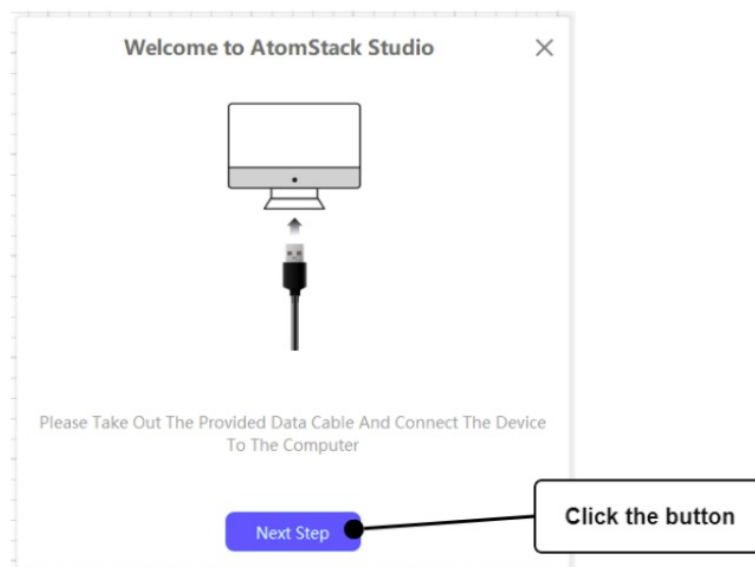 Welcome to AtomStack Studio
Please Take Out The Provided Data Cable And Connect The Device
To The Computer
Next Step
Click the button